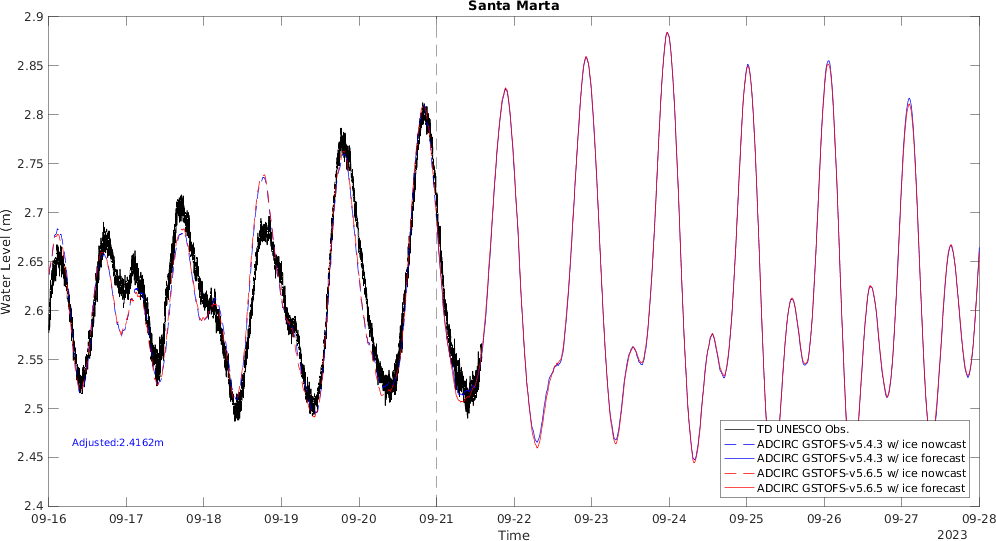 Santa Marta
2.9
2.85
2.8
2.75
2.7
2.65
2.6
2.55
2.5
2.45
2.4
Water Level (m)
Adjusted:2.4162m
TD UNESCO Obs.
ADCIRC GSTOFS-v5.4.3 w/ ice nowcast
ADCIRC GSTOFS-v5.4.3 w/ ice forecast
ADCIRC GSTOFS-v5.6.5 w/ ice nowcast
ADCIRC GSTOFS-v5.6.5 w/ ice forecast
09-16 09-17 09-18 09-19 09-20 09-21 09-22 09-23 09-24 09-25 09-26 09-27 09-28
Time
2023